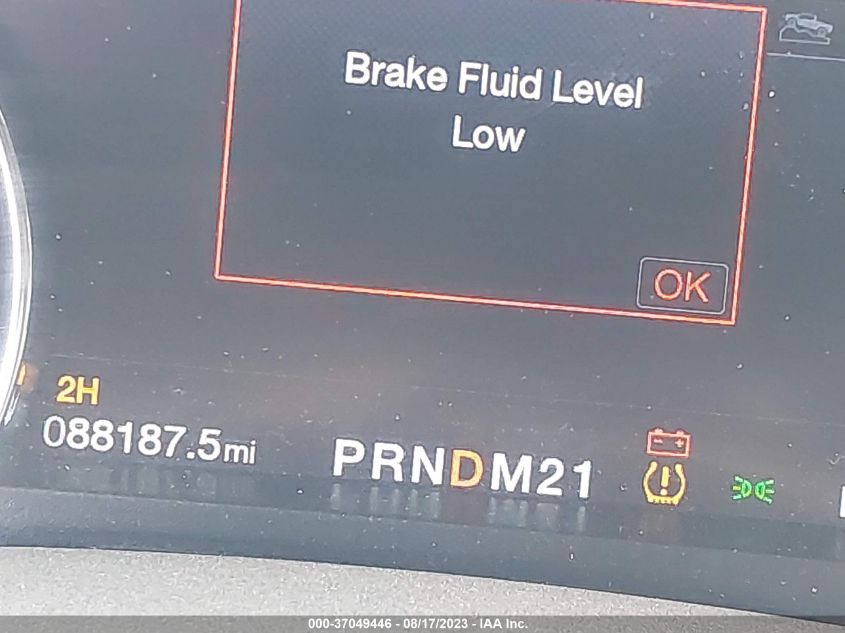 Brake Fluid Level
Low
OK
2H
088187.5mi
PRNDM21
000-37049446 - 08/17/2023 - IAA Inc.